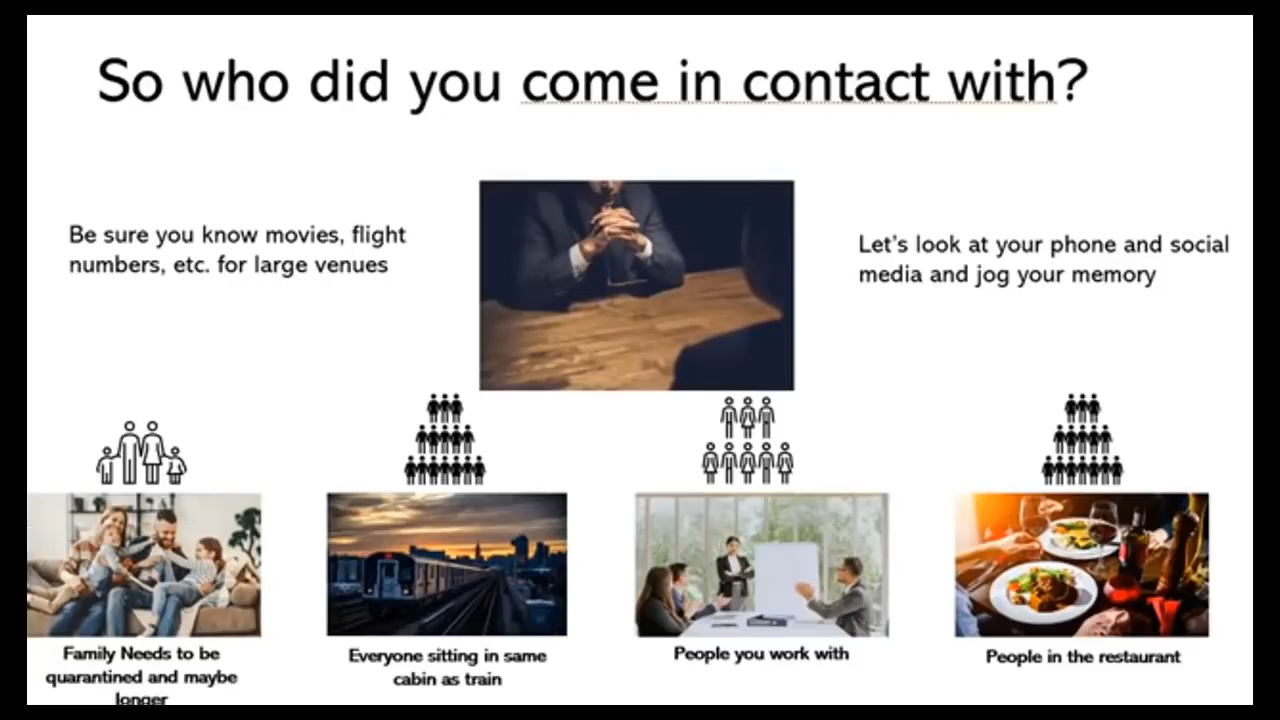 So who did you come in contact with?
Be sure you know movies, flight
numbers, etc. for large venues
Let's look at your phone and social
media and jog your memory
Family Needs to be
quarantined and maybe
longer
Everyone sitting in same
cabin as train
People you work with
People in the restaurant